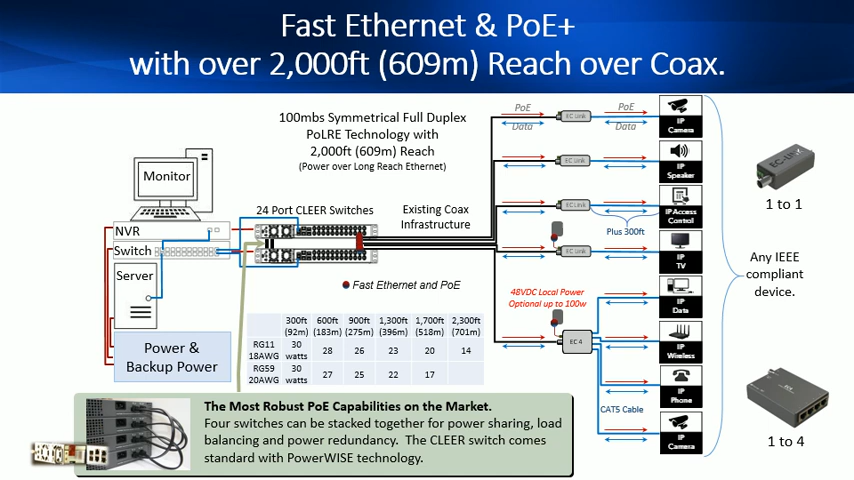 Fast Ethernet & PoE+
with over 2,000ft (609m) Reach over Coax.
100mbs Symmetrical Full Duplex
PoLRE Technology with
2,000ft (609m) Reach
(Power over Long Reach Ethernet)
Monitor
NVR
Switch
Server
Power &
Backup Power
24 Port CLEER Switches
Existing Coax
Infrastructure
Fast Ethernet and PoE
300ft 600ft 900ft 1,300ft 1,700ft 2,300ft
(92m) (183m) (275m) (396m) (518m) (701m)
RG11 30
18AWG watts 28 26 23 20 14
RG59 30
20AWG watts 27 25 22 17
PoE
Data
EC Link
PoE
Data
IP
Camera
EC Link
IP
Speaker
EC Link
IP Access
Control
Plus 300ft
EC Link
IP
TV
48VDC Local Power
Optional up to 100w
EC 4
IP
Data
IP
Wireless
IP
Phone
CAT5 Cable
IP
Camera
Any IEEE
compliant
device.
EC-LINK
1 to 1
1 to 4
The Most Robust PoE Capabilities on the Market.
Four switches can be stacked together for power sharing, load
balancing and power redundancy. The CLEER switch comes
standard with PowerWISE technology.